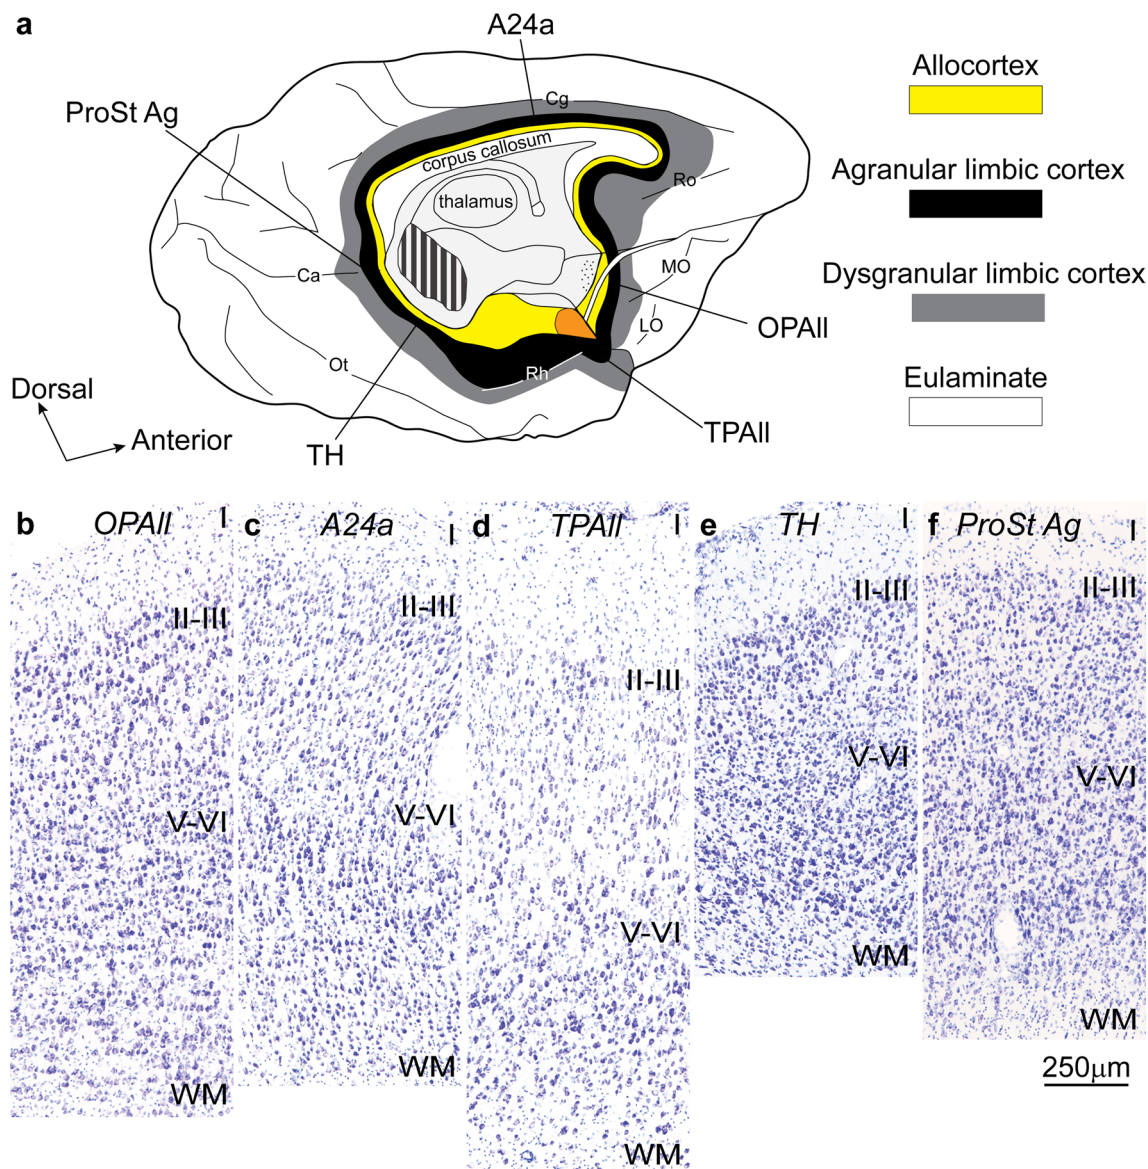 a
A24a
ProSt Ag
Cg
corpus callosum
thalamus
Ro
Ca
MO
LO
OPAll
Ot
Rh
TPAll
TH
Dorsal
Anterior
Allocortex
Agranular limbic cortex
Dysgranular limbic cortex
Eulaminate
b OPAll I
II-III
V-VI
WM
c A24a I
II-III
V-VI
WM
d TPAll I
II-III
V-VI
WM
e TH I
II-III
V-VI
WM
f ProSt Ag I
II-III
V-VI
WM
250µm